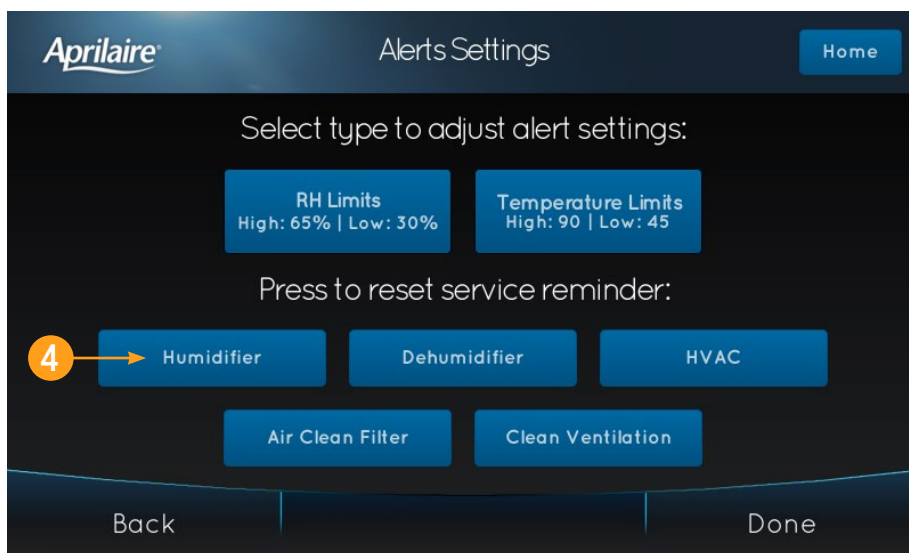 Aprilaire Alerts Settings Home
Select type to adjust alert settings:
RH Limits
High: 65% | Low: 30%
Temperature Limits
High: 90 | Low: 45
Press to reset service reminder:
4 Humidifier Dehumidifier HVAC
Air Clean Filter Clean Ventilation
Back Done